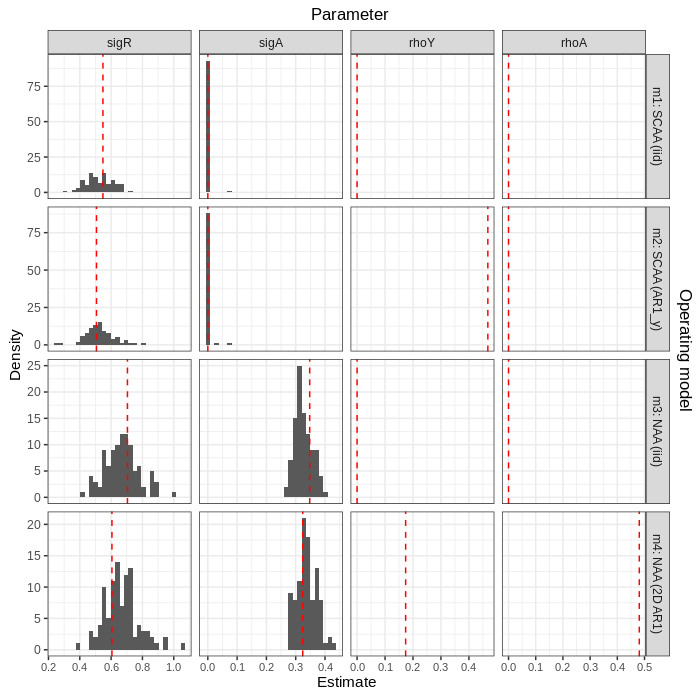 Parameter
sigR sigA rhoY rhoA
75
50
25
0
m1: SCAA (iid)
75
50
25
0
m2: SCAA (AR1_y)
Density
Operating model
25
20
15
10
5
0
m3: NAA (iid)
20
15
10
5
0
m4: NAA (2D AR1)
0.2 0.4 0.6 0.8 1.0 0.0 0.1 0.2 0.3 0.4 0.0 0.1 0.2 0.3 0.4 0.0 0.1 0.2 0.3 0.4 0.5
Estimate